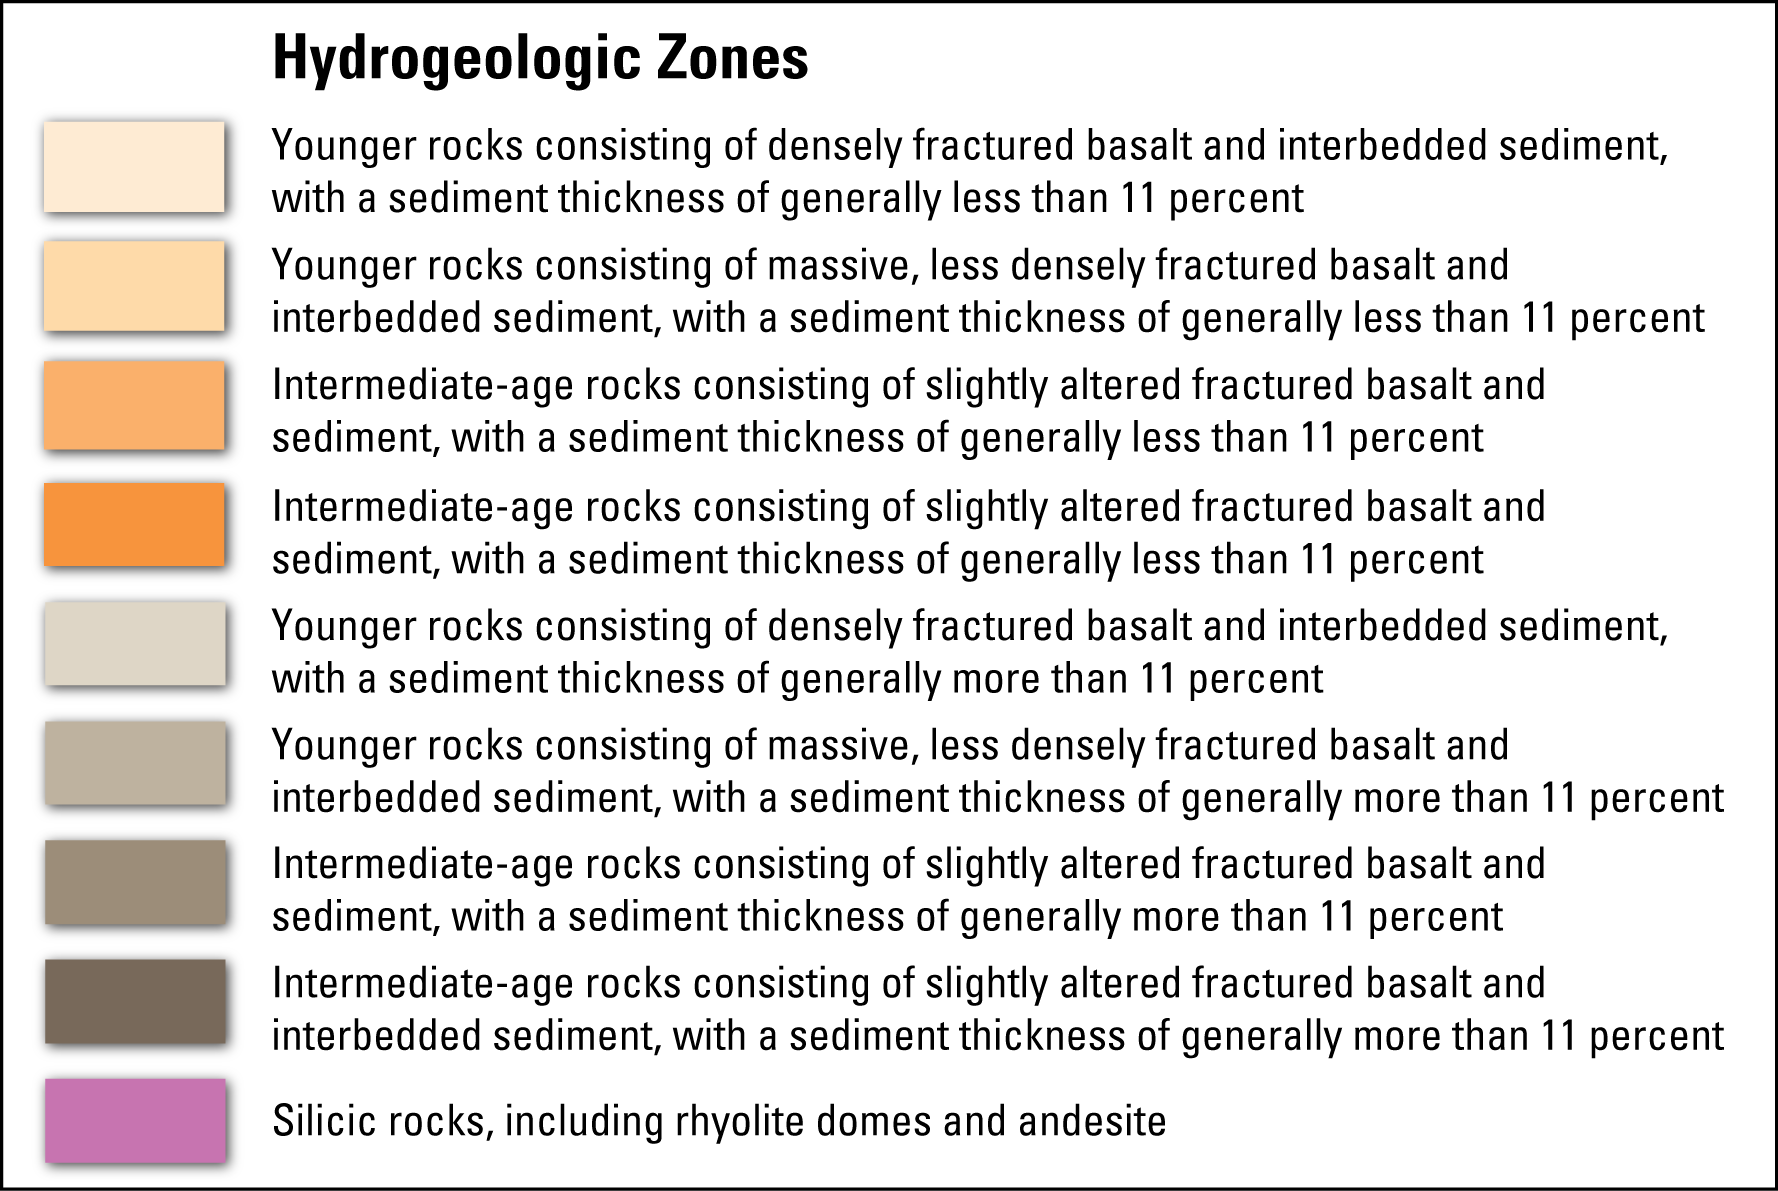 Hydrogeologic Zones
Younger rocks consisting of densely fractured basalt and interbedded sediment,
with a sediment thickness of generally less than 11 percent
Younger rocks consisting of massive, less densely fractured basalt and
interbedded sediment, with a sediment thickness of generally less than 11 percent
Intermediate-age rocks consisting of slightly altered fractured basalt and
sediment, with a sediment thickness of generally less than 11 percent
Intermediate-age rocks consisting of slightly altered fractured basalt and
sediment, with a sediment thickness of generally less than 11 percent
Younger rocks consisting of densely fractured basalt and interbedded sediment,
with a sediment thickness of generally more than 11 percent
Younger rocks consisting of massive, less densely fractured basalt and
interbedded sediment, with a sediment thickness of generally more than 11 percent
Intermediate-age rocks consisting of slightly altered fractured basalt and
sediment, with a sediment thickness of generally more than 11 percent
Intermediate-age rocks consisting of slightly altered fractured basalt and
interbedded sediment, with a sediment thickness of generally more than 11 percent
Silicic rocks, including rhyolite domes and andesite